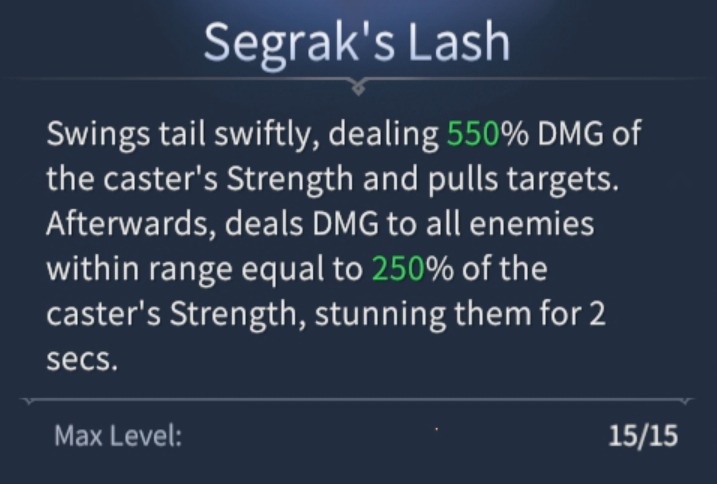 Segrak's Lash
Swings tail swiftly, dealing 550% DMG of
the caster's Strength and pulls targets.
Afterwards, deals DMG to all enemies
within range equal to 250% of the
caster's Strength, stunning them for 2
secs.
Max Level: 15/15